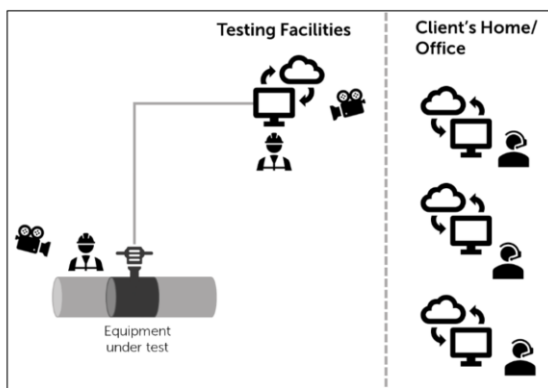 Testing Facilities
Client's Home/
Office
Equipment
under test